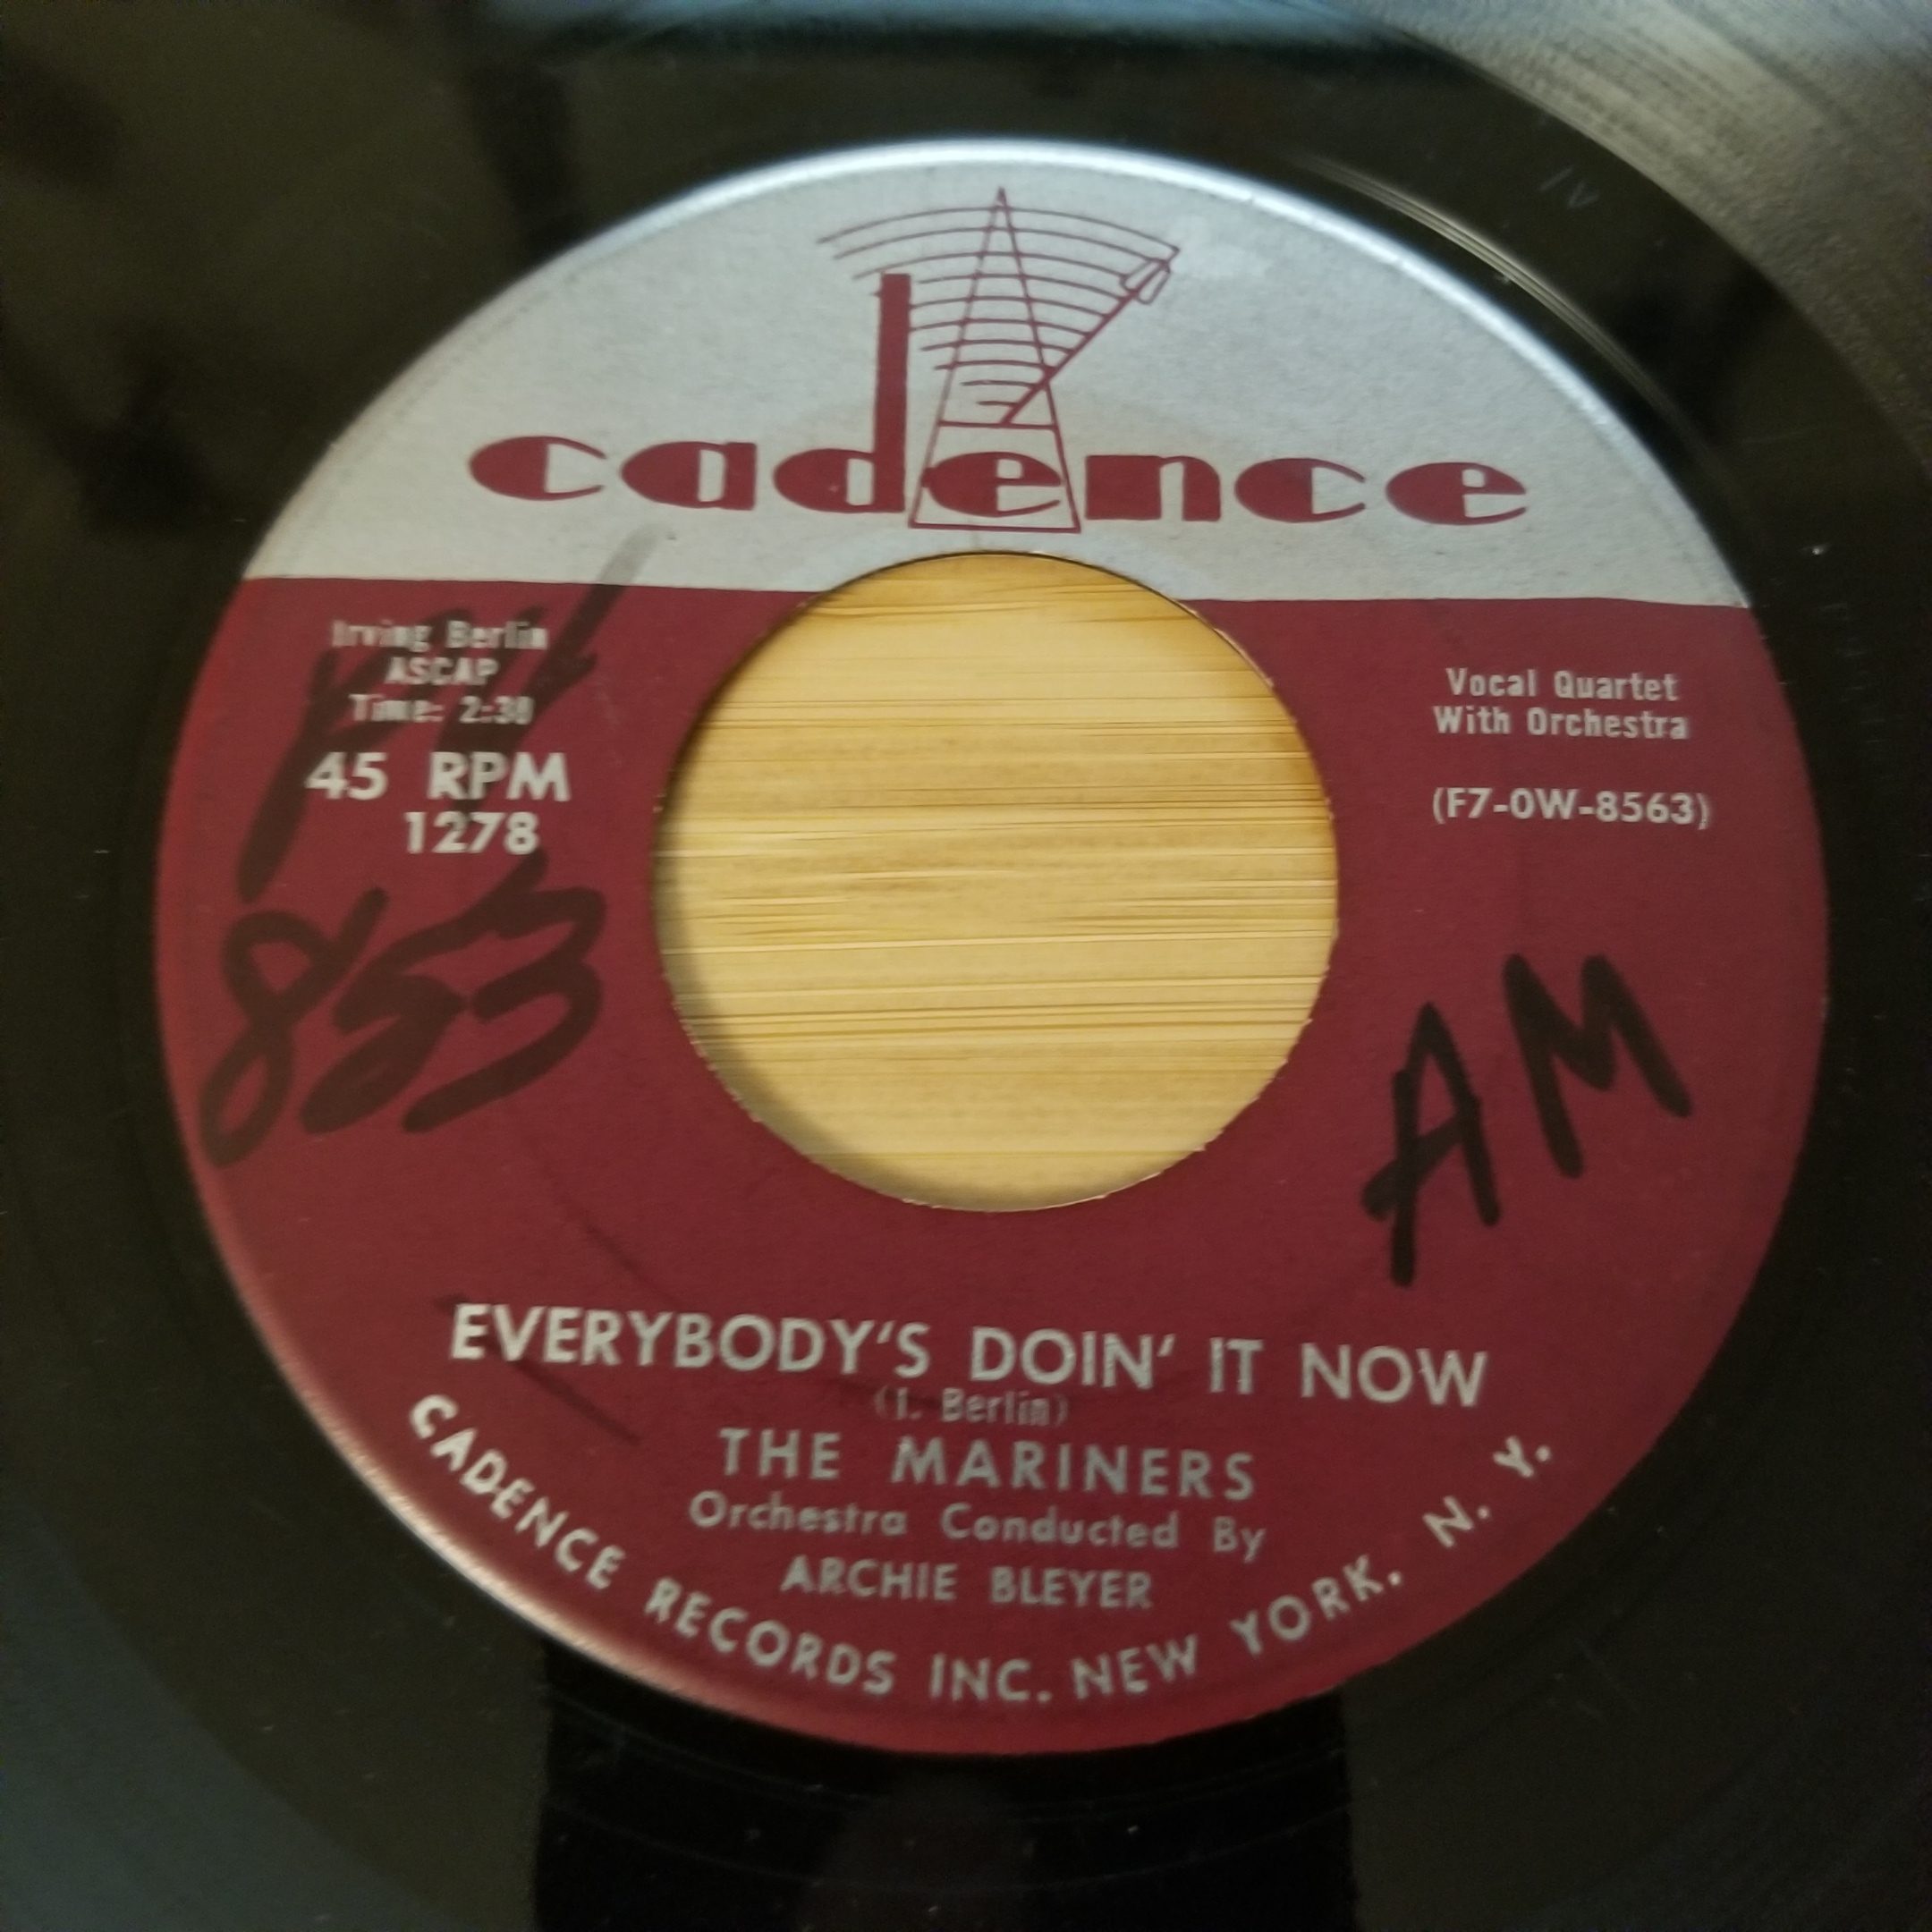 cadence
Irving Berlin
ASCAP
Time: 2:30
45 RPM
1278
853
Vocal Quartet
With Orchestra
(F7-OW-8563)
AM
EVERYBODY'S DOIN' IT NOW
(I. Berlin)
THE MARINERS
Orchestra Conducted By
ARCHIE BLEYER
CADENCE RECORDS INC. NEW YORK, N. Y.